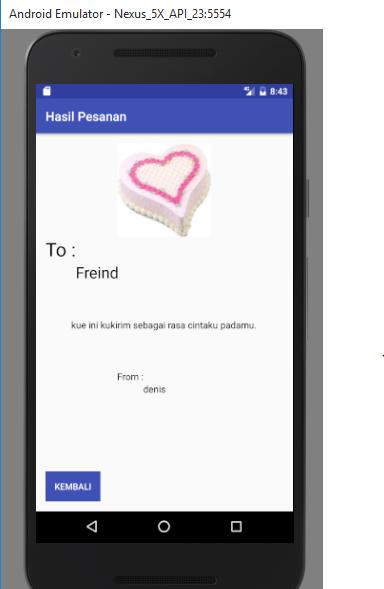 Android Emulator - Nexus_5X_API_23:5554
8:43
Hasil Pesanan
To :
Freind
kue ini kukirim sebagai rasa cintaku padamu.
From :
denis
KEMBALI